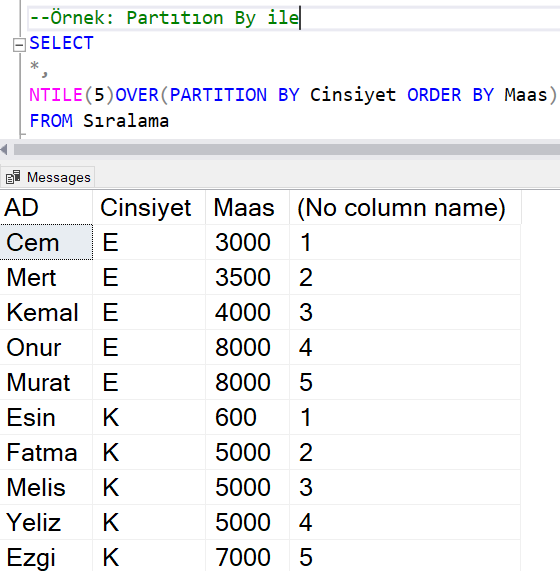 --Örnek: Partıtıon By ile
SELECT
*,
NTILE(5)OVER(PARTITION BY Cinsiyet ORDER BY Maas)
FROM Sıralama
Messages
AD Cinsiyet Maas (No column name)
Cem E 3000 1
Mert E 3500 2
Kemal E 4000 3
Onur E 8000 4
Murat E 8000 5
Esin K 600 1
Fatma K 5000 2
Melis K 5000 3
Yeliz K 5000 4
Ezgi K 7000 5